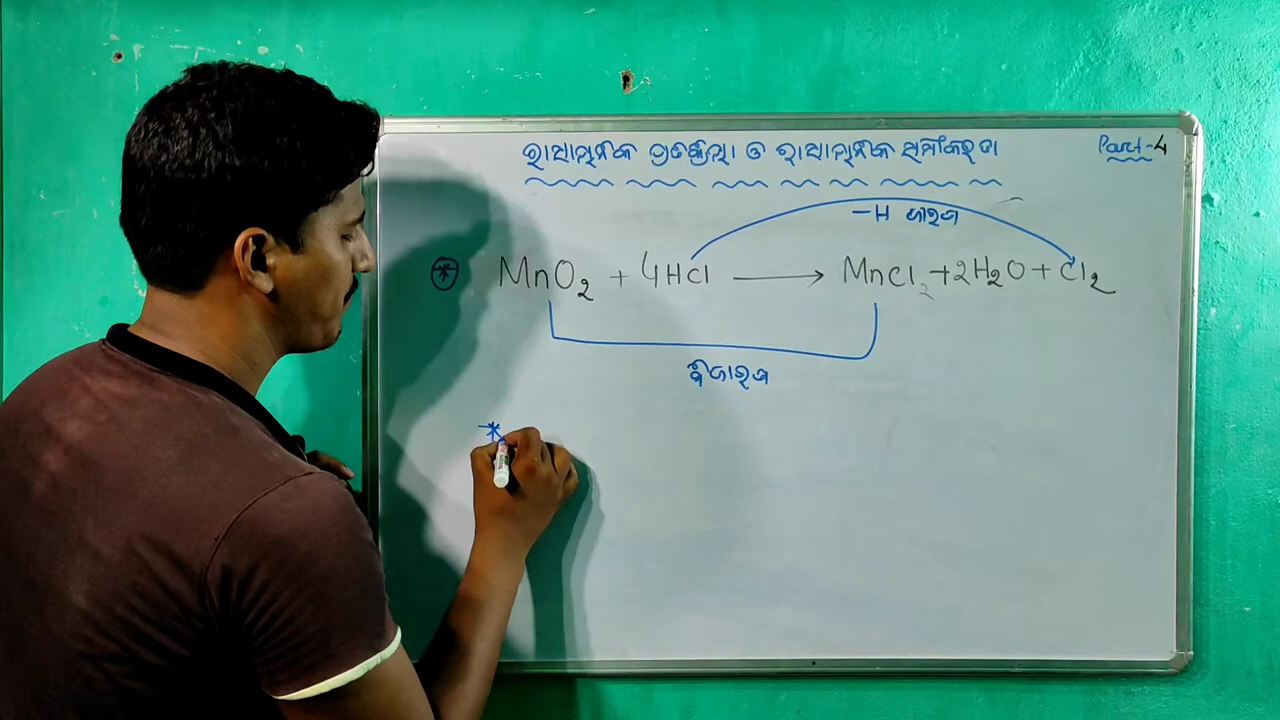 ରାସାୟନିକ ପ୍ରତିକ୍ରିୟା ଓ ରାସାୟନିକ ସମୀକରଣ
Part-4
-H ଜାରଣ
* MnO₂ + 4HCl ⟶ MnCl₂ + 2H₂O + Cl₂
ବିଜାରଣ
*